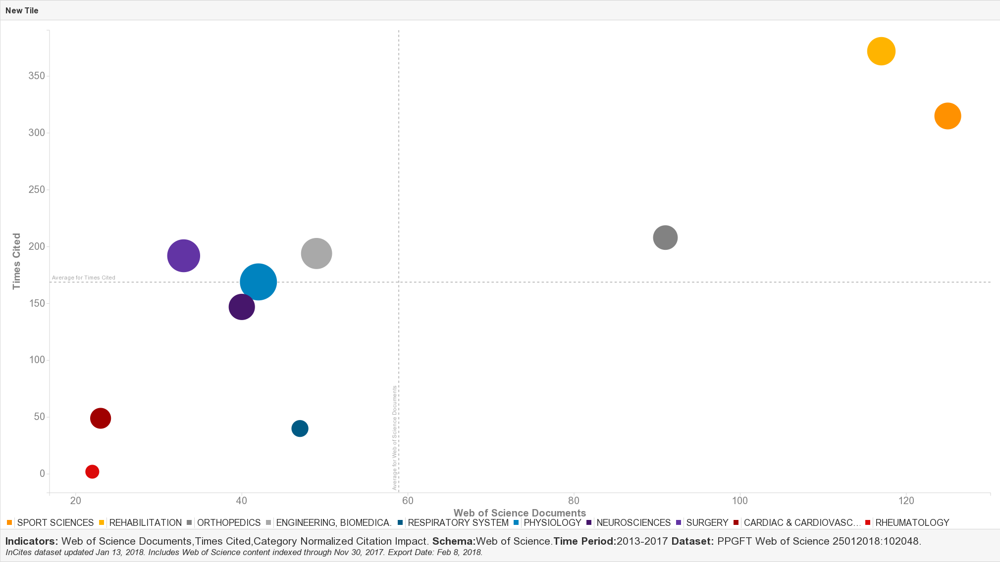 New Tile
350
300
250
200
150
100
50
0
Times Cited
Average for Times Cited
Average for Web of Science Documents
20 40 60 80 100 120
Web of Science Documents
SPORT SCIENCES REHABILITATION ORTHOPEDICS ENGINEERING, BIOMEDICA. RESPIRATORY SYSTEM PHYSIOLOGY NEUROSCIENCES SURGERY CARDIAC & CARDIOVASC... RHEUMATOLOGY
Indicators: Web of Science Documents,Times Cited,Category Normalized Citation Impact. Schema:Web of Science.Time Period:2013-2017 Dataset: PPGFT Web of Science 25012018:102048.
InCites dataset updated Jan 13, 2018. Includes Web of Science content indexed through Nov 30, 2017. Export Date: Feb 8, 2018.